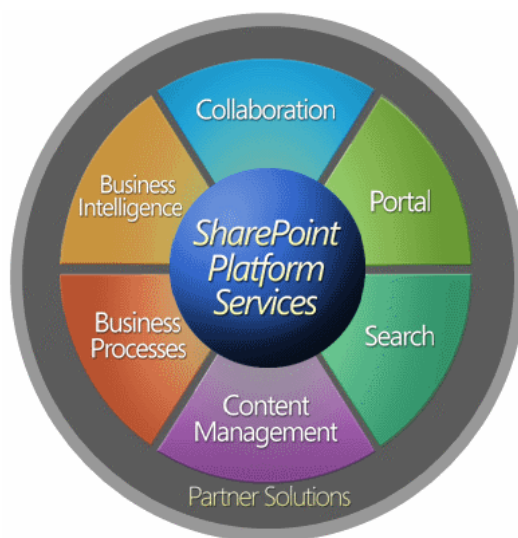 Collaboration
Business
Intelligence
Portal
SharePoint
Platform
Services
Business
Processes
Search
Content
Management
Partner Solutions